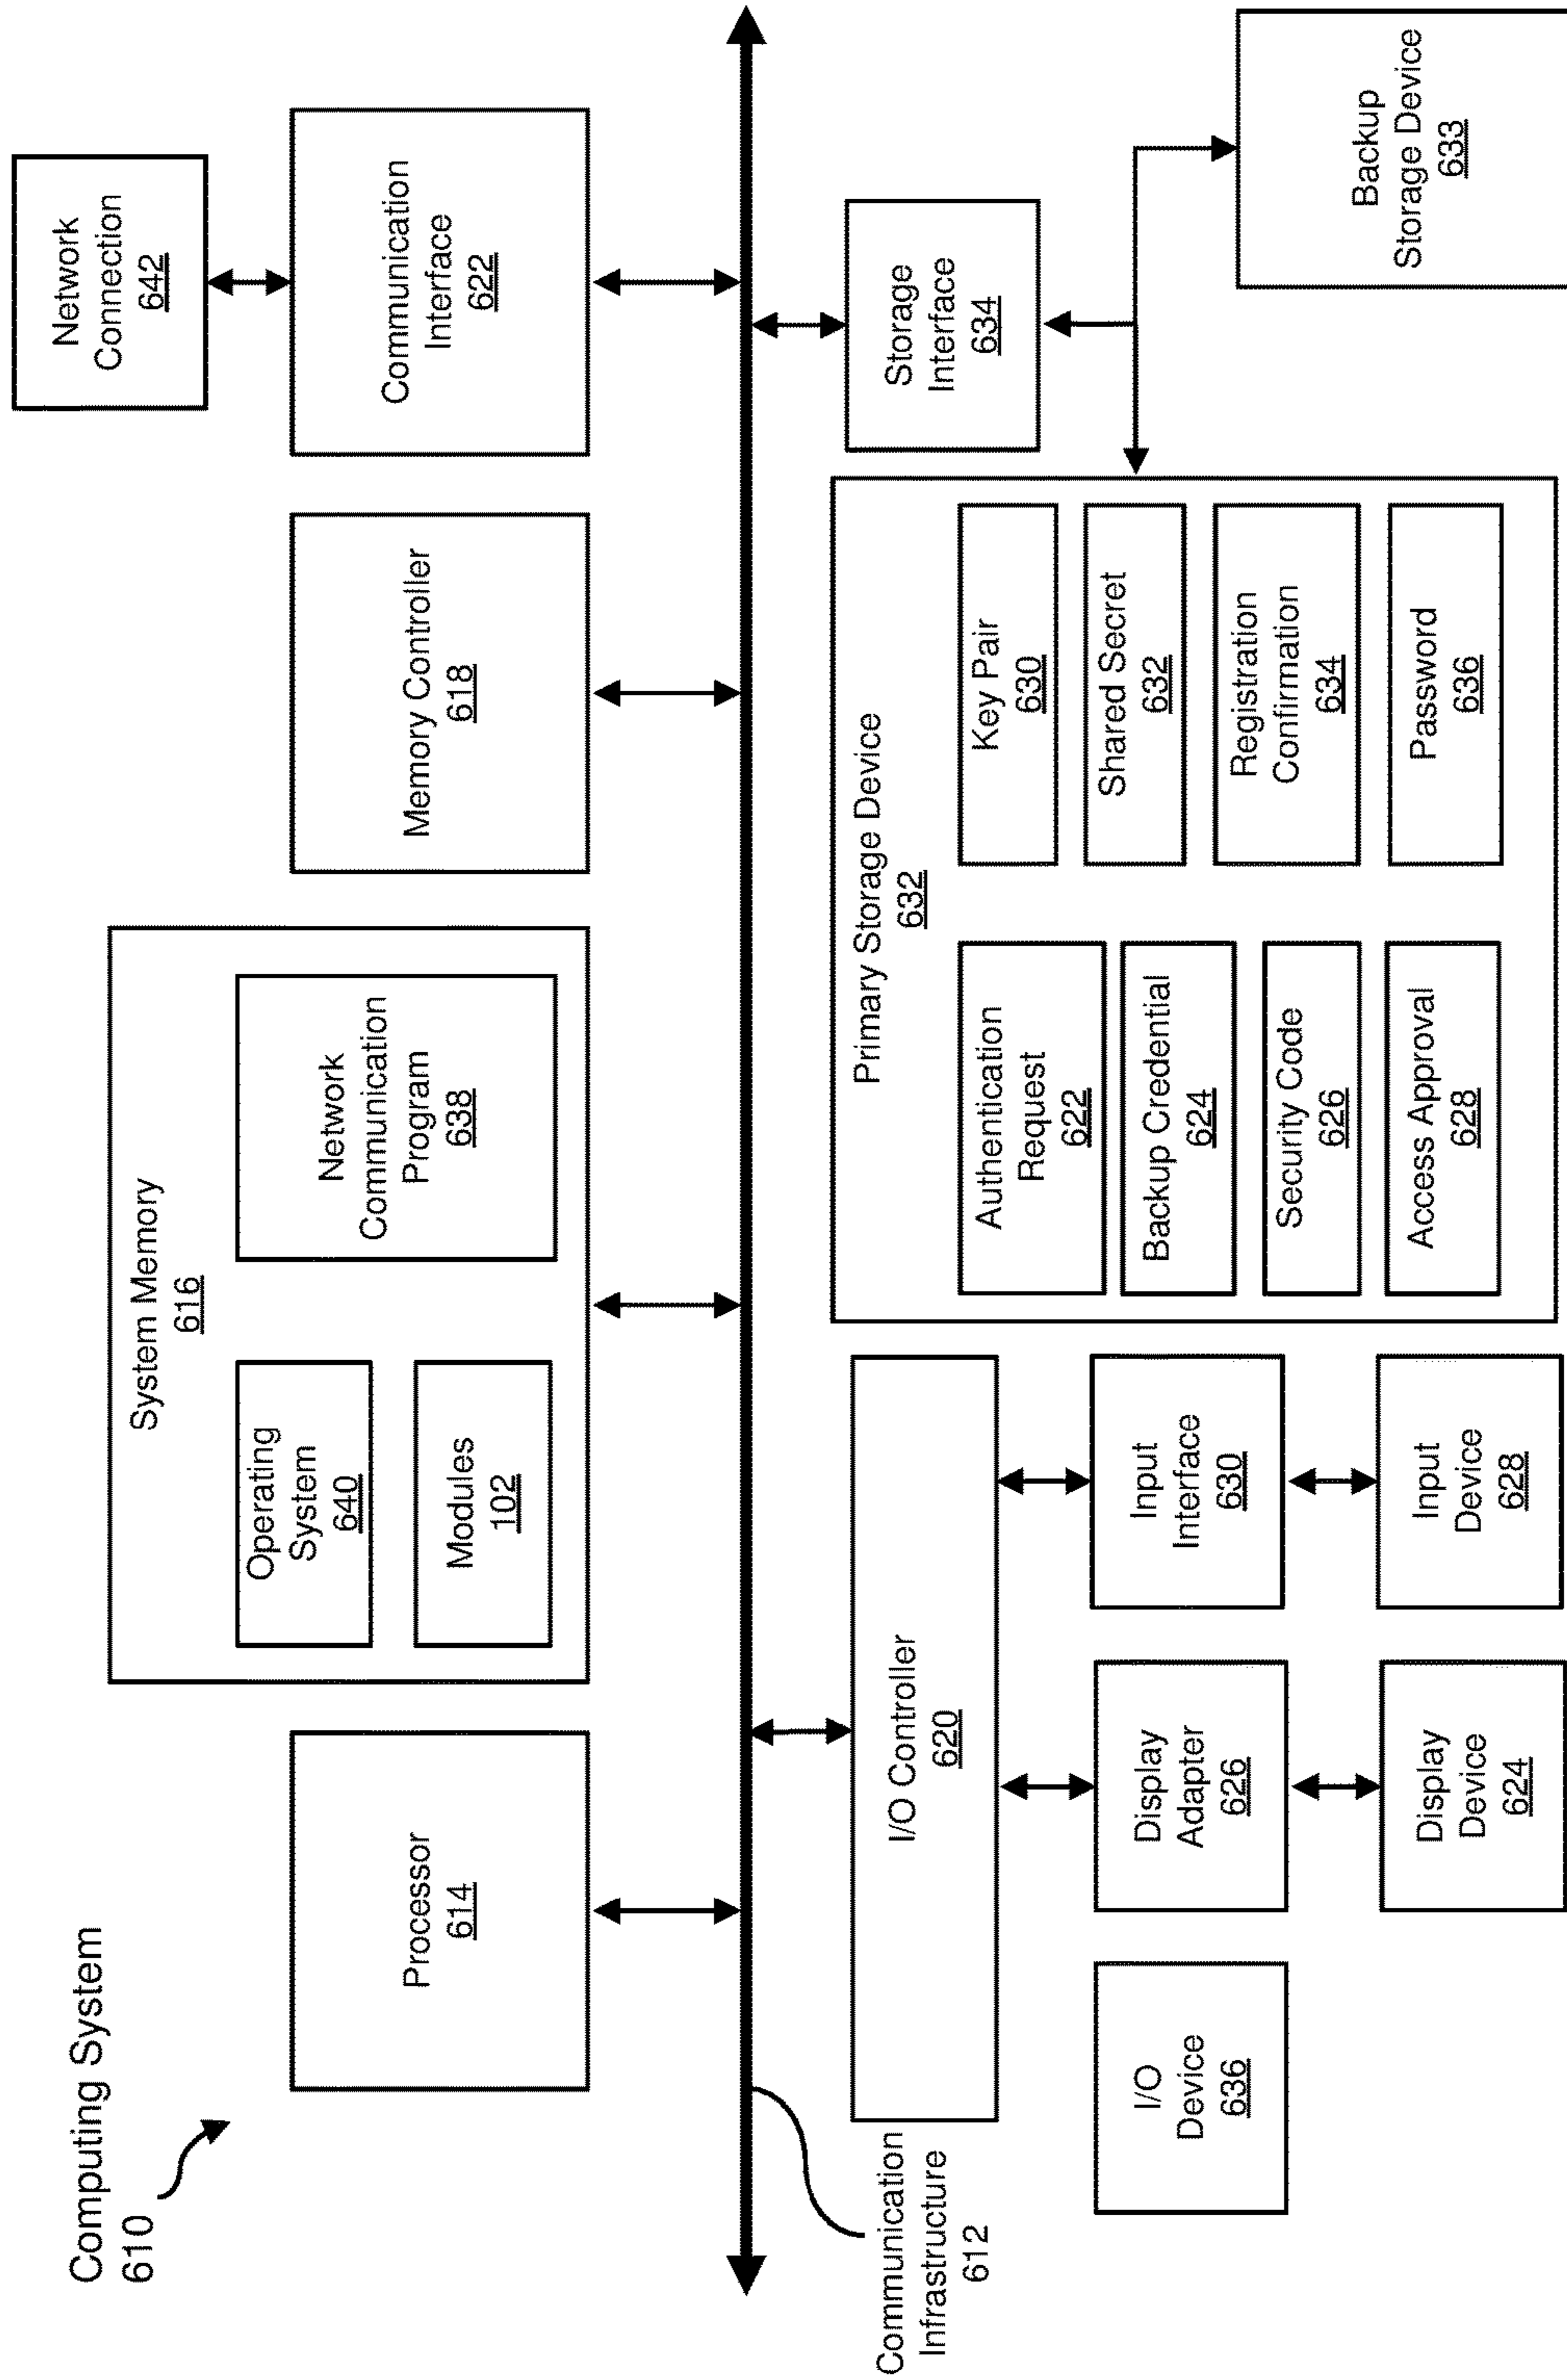 Computing System
610
Processor
614
System Memory
616
Operating
System
640
Modules
102
Network
Communication
Program
638
Memory Controller
618
Network
Connection
642
Communication
Interface
622
Communication
Infrastructure
612
I/O Controller
620
I/O
Device
636
Display
Adapter
626
Display
Device
624
Input
Interface
630
Input
Device
628
Primary Storage Device
632
Authentication
Request
622
Backup Credential
624
Security Code
626
Access Approval
628
Key Pair
630
Shared Secret
632
Registration
Confirmation
634
Password
636
Storage
Interface
634
Backup
Storage Device
633